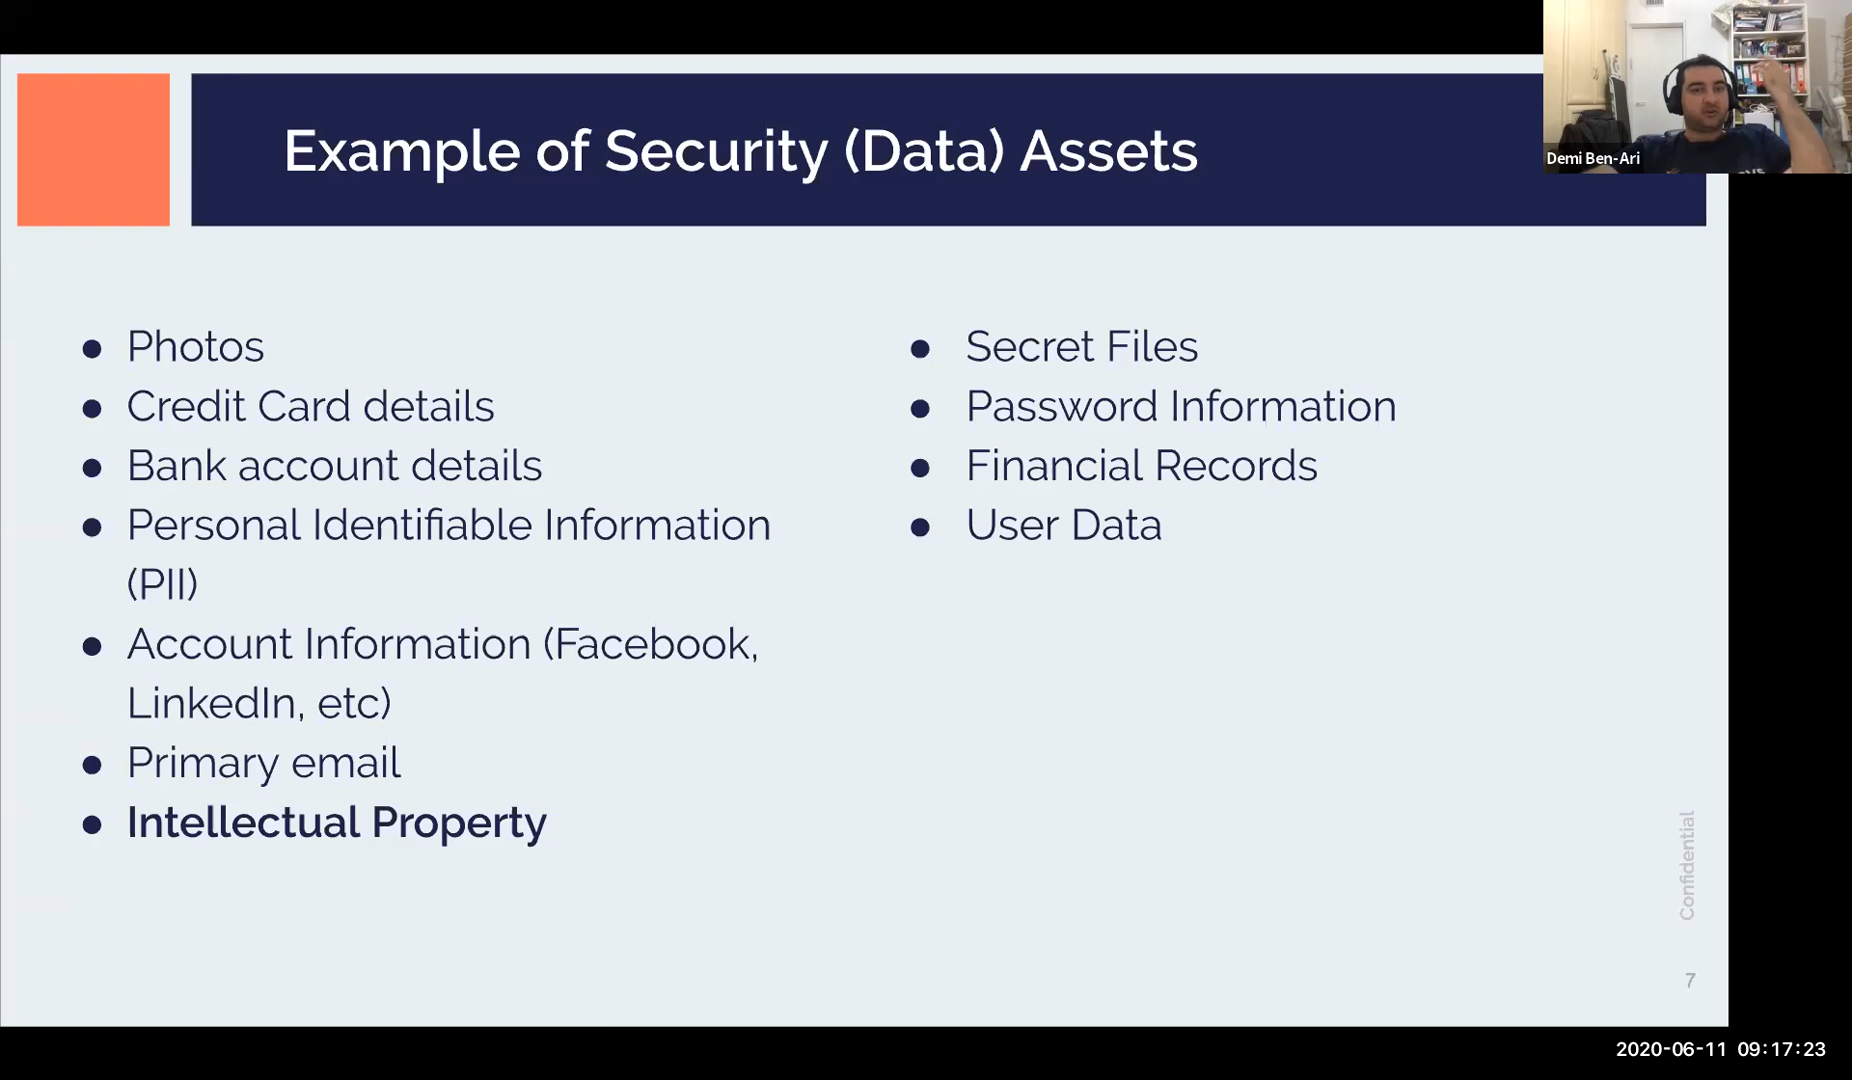 Example of Security (Data) Assets
Demi Ben-Ari
● Photos
● Credit Card details
● Bank account details
● Personal Identifiable Information
(PII)
● Account Information (Facebook,
LinkedIn, etc)
● Primary email
● Intellectual Property
● Secret Files
● Password Information
● Financial Records
● User Data
Confidential
7
2020-06-11 09:17:23